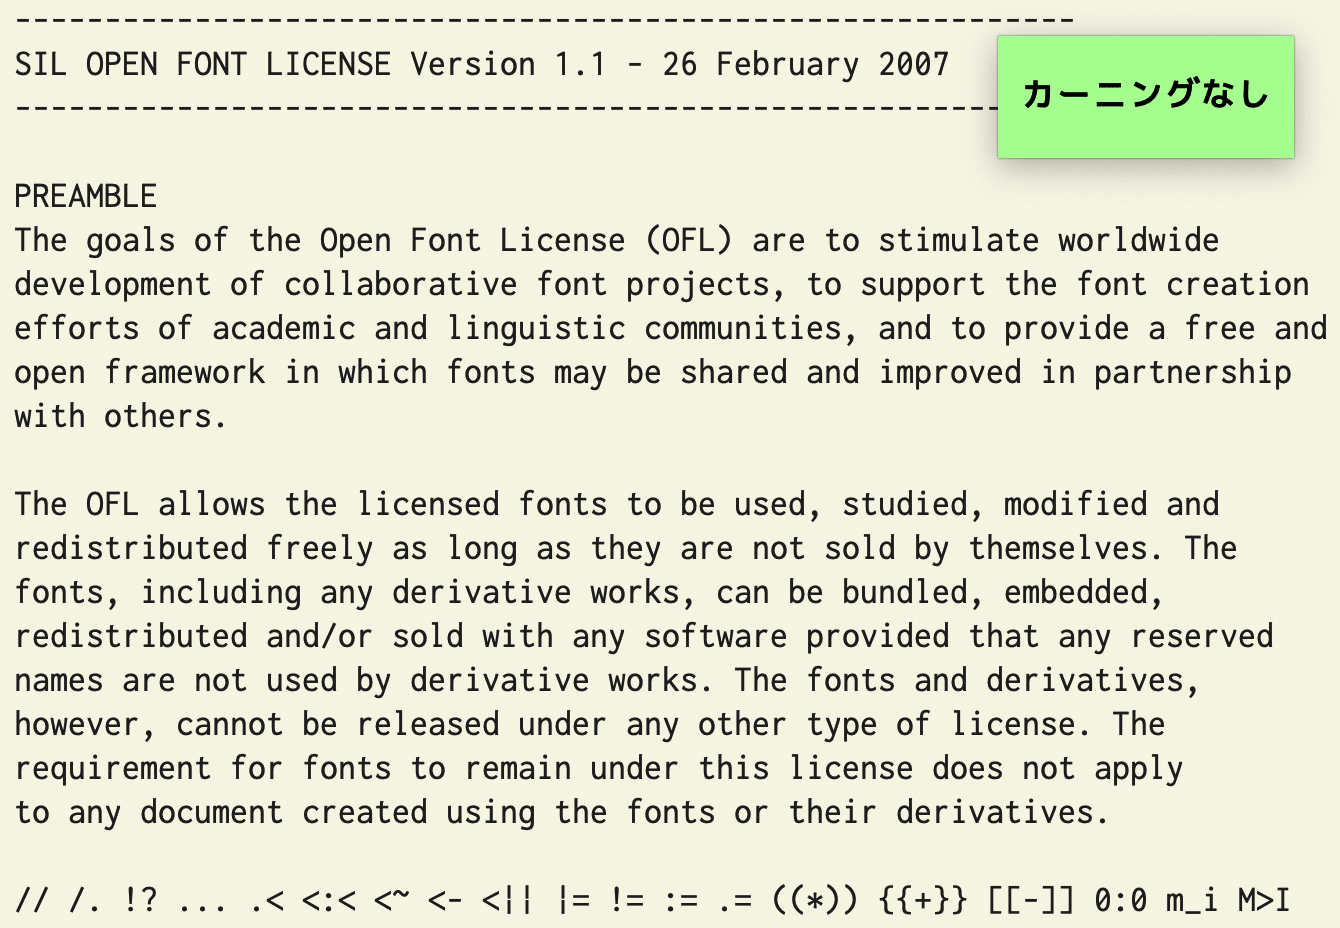 -----------------------------------------------------------
SIL OPEN FONT LICENSE Version 1.1 - 26 February 2007
-------------------------------------------------------
カーニングなし
PREAMBLE
The goals of the Open Font License (OFL) are to stimulate worldwide
development of collaborative font projects, to support the font creation
efforts of academic and linguistic communities, and to provide a free and
open framework in which fonts may be shared and improved in partnership
with others.
The OFL allows the licensed fonts to be used, studied, modified and
redistributed freely as long as they are not sold by themselves. The
fonts, including any derivative works, can be bundled, embedded,
redistributed and/or sold with any software provided that any reserved
names are not used by derivative works. The fonts and derivatives,
however, cannot be released under any other type of license. The
requirement for fonts to remain under this license does not apply
to any document created using the fonts or their derivatives.
// /. !? ... .< <:< <~ <- <|| |= != := .= ((*)) {{+}} [[-]] 0:0 m_i M>I